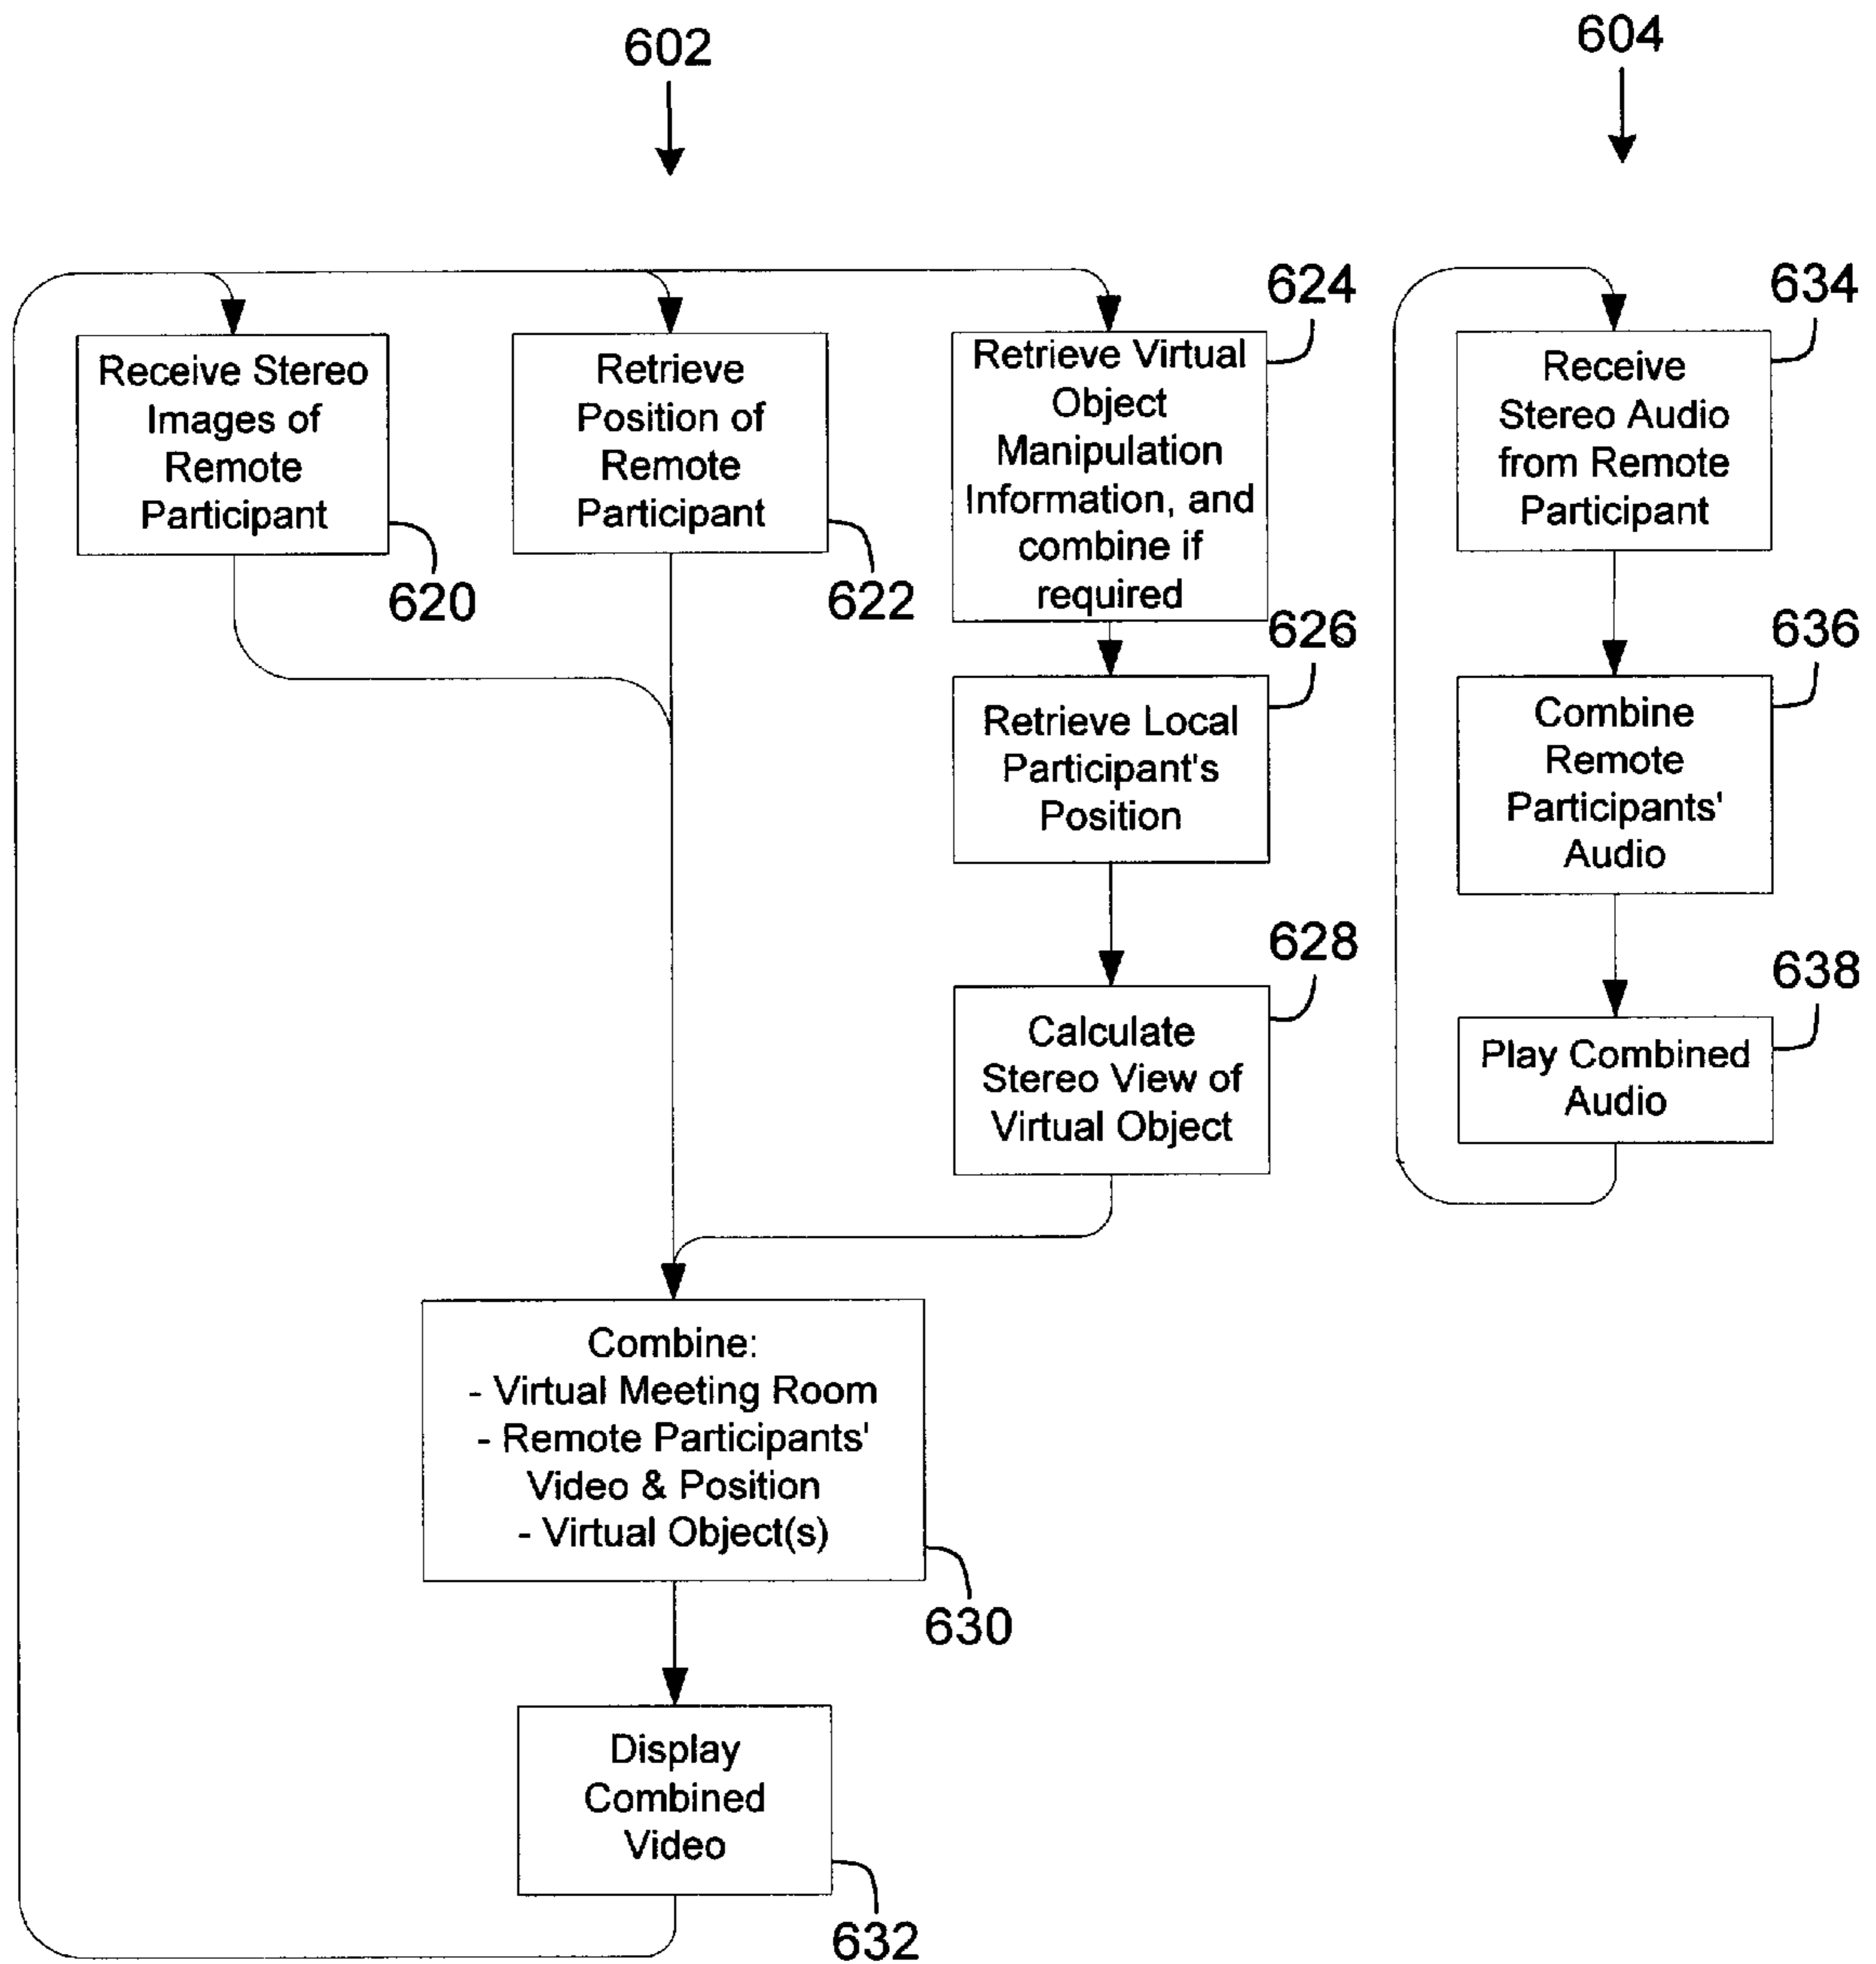 602
604
624
634
Receive Stereo
Images of
Remote
Participant
620
Retrieve
Position of
Remote
Participant
622
Retrieve Virtual
Object
Manipulation
Information, and
combine if
required
Receive
Stereo Audio
from Remote
Participant
626
636
Retrieve Local
Participant's
Position
Combine
Remote
Participants'
Audio
628
638
Calculate
Stereo View of
Virtual Object
Play Combined
Audio
Combine:
- Virtual Meeting Room
- Remote Participants'
Video & Position
- Virtual Object(s)
630
Display
Combined
Video
632